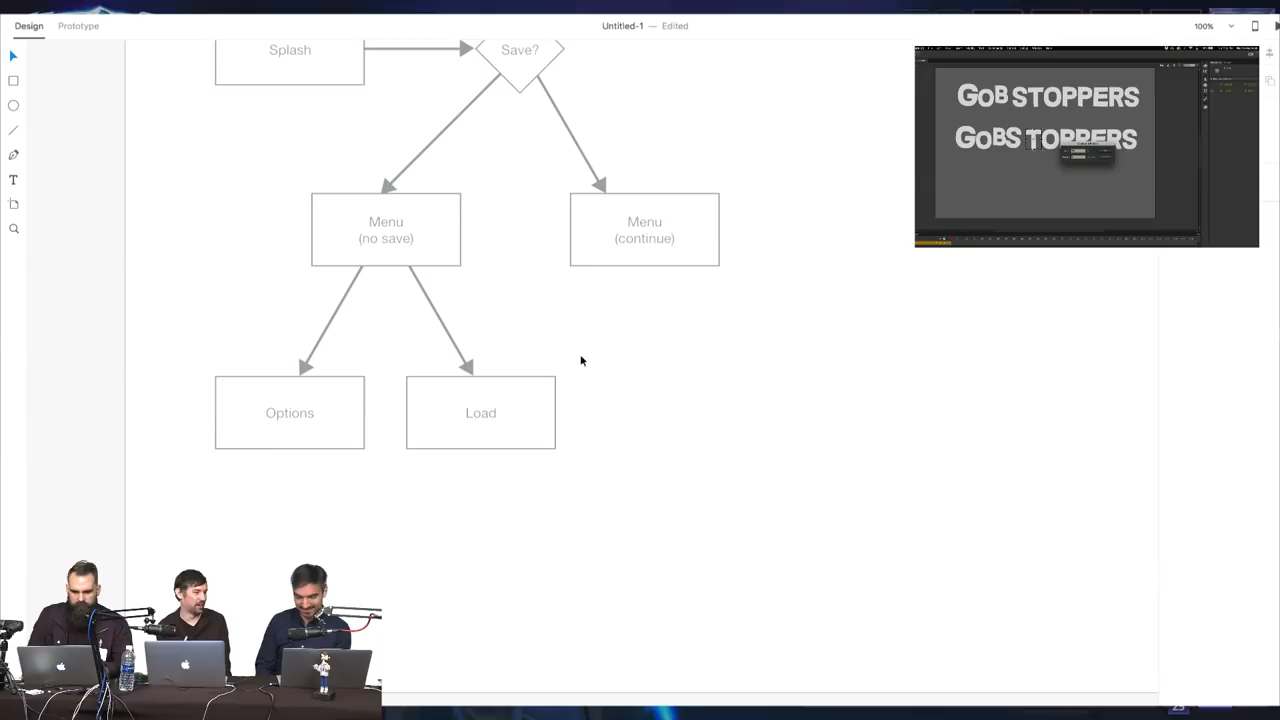 Design
Prototype
Untitled-1 — Edited
100%
Splash
Save?
GOB STOPPERS
GOBS TOPPERS
Menu
(no save)
Menu
(continue)
Options
Load
T
25